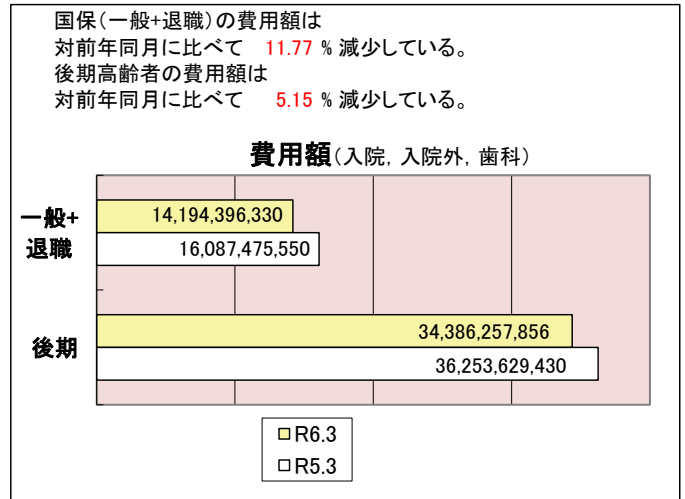 国保(一般+退職)の費用額は
対前年同月に比べて 11.77 % 減少している。
後期高齢者の費用額は
対前年同月に比べて 5.15 % 減少している。
費用額(入院, 入院外, 歯科)
一般+
退職
14,194,396,330
16,087,475,550
後期
34,386,257,856
36,253,629,430
R6.3
R5.3